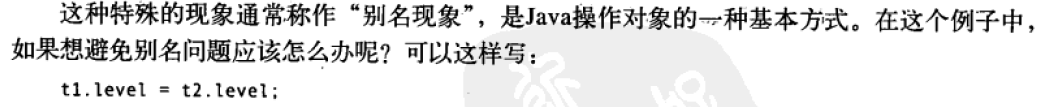 这种特殊的现象通常称作“别名现象”，是Java操作对象的一种基本方式。在这个例子中，
如果想避免别名问题应该怎么办呢？可以这样写：
t1.level = t2.level;